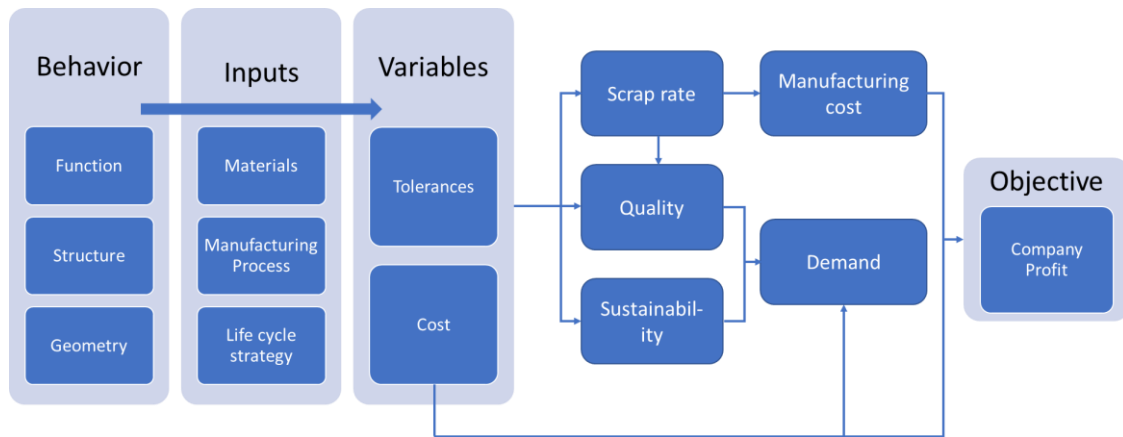 Behavior
Function
Structure
Geometry
Inputs
Materials
Manufacturing
Process
Life cycle
strategy
Variables
Tolerances
Cost
Scrap rate
Quality
Sustainabil-
ity
Manufacturing
cost
Demand
Objective
Company
Profit